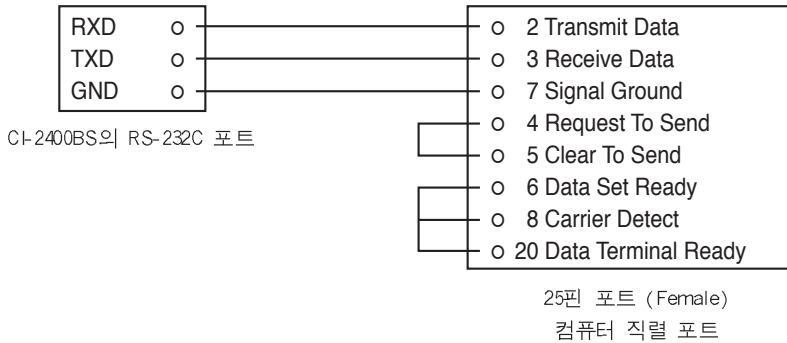 RXD
TXD
GND
CI-2400BS의 RS-232C 포트
2 Transmit Data
3 Receive Data
7 Signal Ground
4 Request To Send
5 Clear To Send
6 Data Set Ready
8 Carrier Detect
20 Data Terminal Ready
25핀 포트 (Female)
컴퓨터 직렬 포트